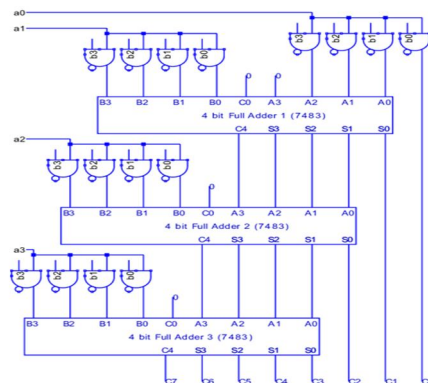 a0
a1
b3 b2 b1 b0
b3 b2 b1 b0
0 0
B3 B2 B1 B0 C0 A3 A2 A1 A0
4 bit Full Adder 1 (7483)
C4 S3 S2 S1 S0
a2
b3 b2 b1 b0
0
B3 B2 B1 B0 C0 A3 A2 A1 A0
4 bit Full Adder 2 (7483)
C4 S3 S2 S1 S0
a3
b3 b2 b1 b0
0
B3 B2 B1 B0 C0 A3 A2 A1 A0
4 bit Full Adder 3 (7483)
C4 S3 S2 S1 S0
C7 C6 C5 C4 C3 C2 C1